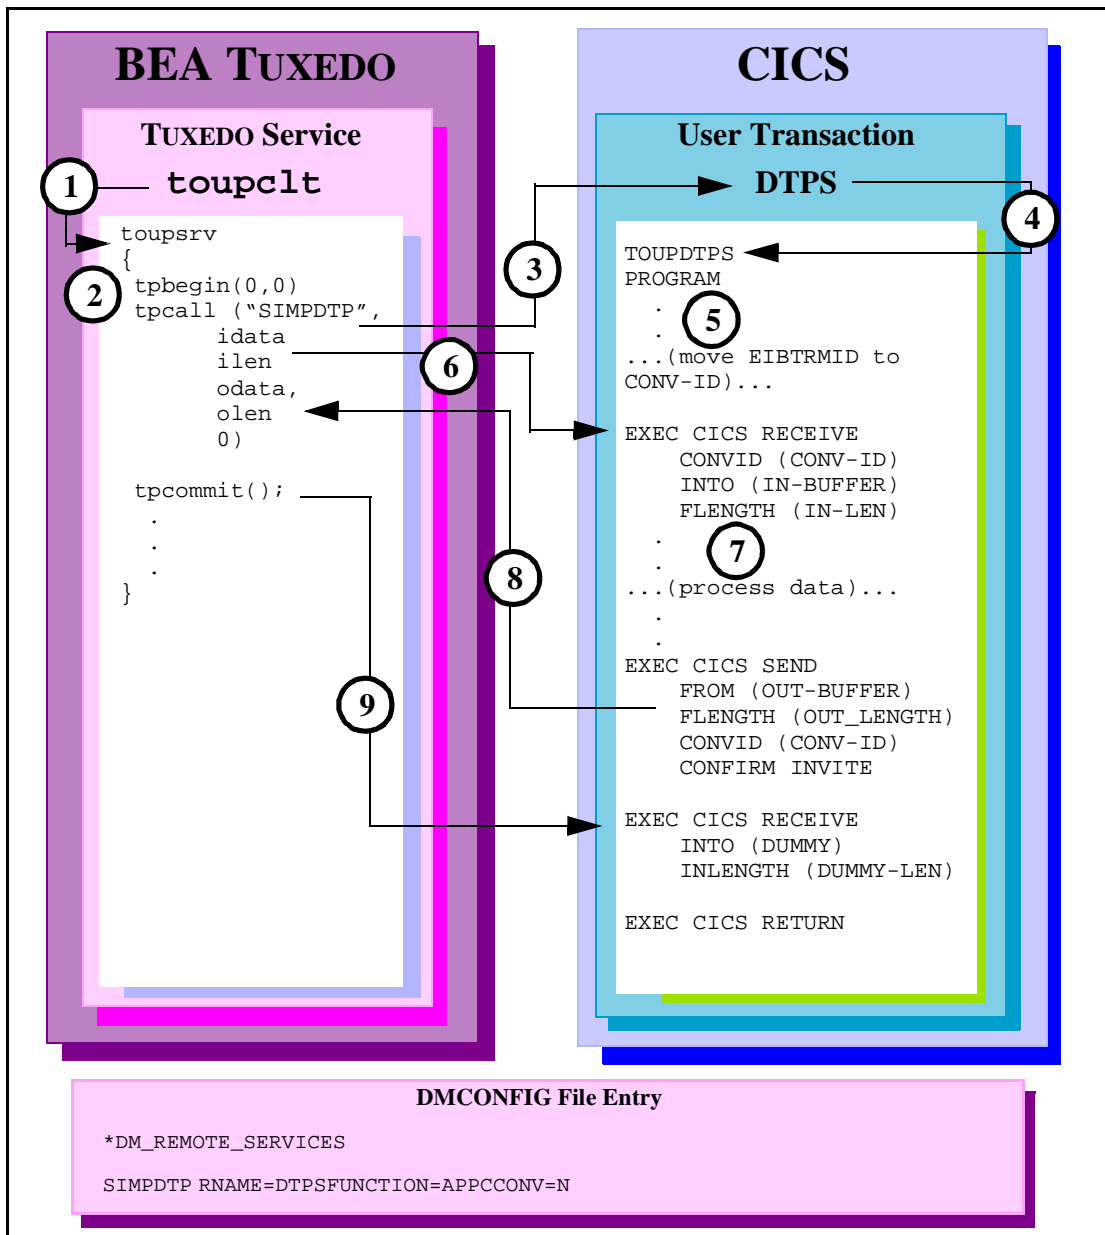 BEA TUXEDO
TUXEDO Service
1
toupclt
toupsrv
{
2
tpbegin(0,0)
tpcall (“SIMPDTP”,
idata
ilen
odata,
olen
0)
tpcommit();
.
.
.
}
3
6
8
9
CICS
User Transaction
DTPS
4
TOUPDTPS
PROGRAM
.
5
.
...(move EIBTRMID to
CONV-ID)...
EXEC CICS RECEIVE
CONVID (CONV-ID)
INTO (IN-BUFFER)
FLENGTH (IN-LEN)
.
7
.
...(process data)...
.
.
EXEC CICS SEND
FROM (OUT-BUFFER)
FLENGTH (OUT_LENGTH)
CONVID (CONV-ID)
CONFIRM INVITE
EXEC CICS RECEIVE
INTO (DUMMY)
INLENGTH (DUMMY-LEN)
EXEC CICS RETURN
DMCONFIG File Entry
*DM_REMOTE_SERVICES
SIMPDTP RNAME=DTPSFUNCTION=APPCCONV=N